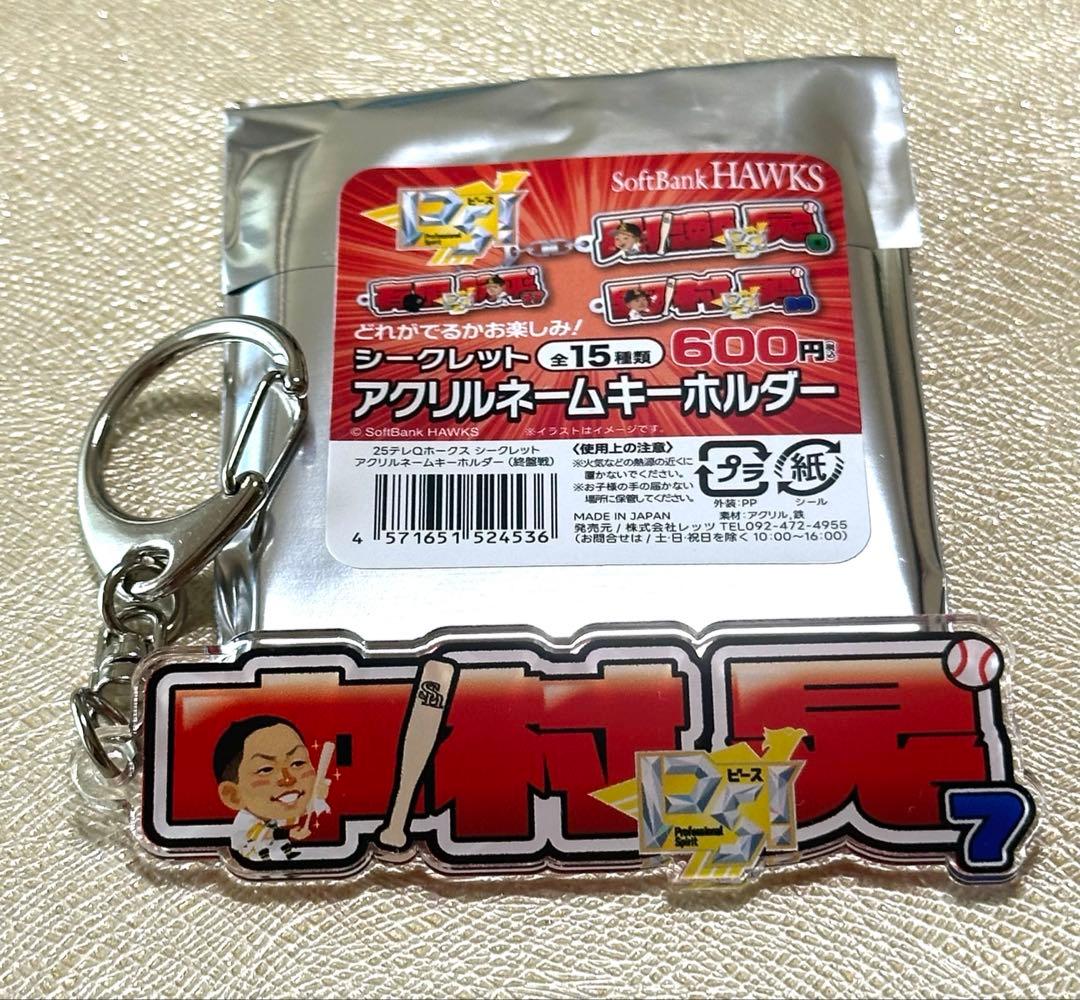 SoftBank HAWKS
ピース
Ps!
Professional
Spirit
どれがでるかお楽しみ!
シークレット 全15種類 600円税込
アクリルネームキーホルダー
© SoftBank HAWKS ※イラストはイメージです。
25テレQホークス シークレット
アクリルネームキーホルダー(終盤戦)
4 571651 524536
〈使用上の注意〉
※火気などの熱源の近くに
置かないでください。
※お子様の手の届かない
場所に保管してください。
プラ
外装:PP
紙
シール
MADE IN JAPAN 素材:アクリル,鉄
発売元/株式会社レッツ TEL092-472-4955
(お問合せは/土・日・祝日を除く10:00〜16:00)
中村晃
7
SH
ピース
Ps!
Professional
Spirit